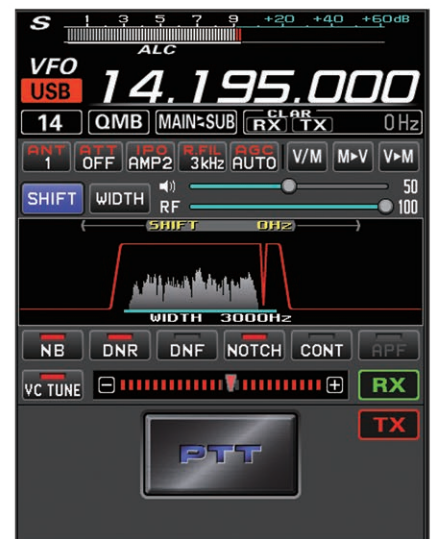 S 1 3 5 7 9 +20 +40 +60dB
ALC
VFO
USB 14.195.000
14 QMB MAIN⇆SUB CLAR RX TX 0 Hz
ANT 1 ATT OFF IPO AMP2 R.FIL 3kHz AGC AUTO V/M M►V V►M
SHIFT WIDTH 50
RF 100
SHIFT 0Hz
WIDTH 3000Hz
NB DNR DNF NOTCH CONT APF
VC TUNE − + RX
TX
PTT